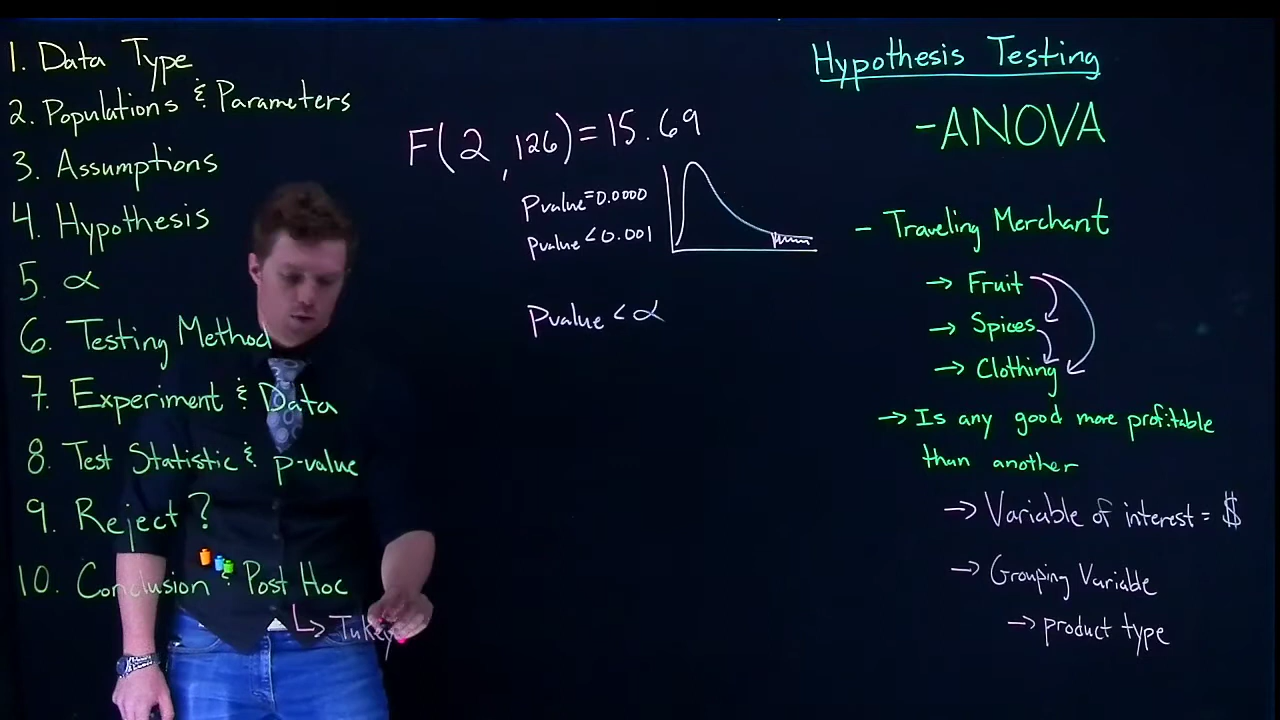 1. Data Type
2. Populations & Parameters
3. Assumptions
4. Hypothesis
5. α
6. Testing Method
7. Experiment & Data
8. Test Statistic & p-value
9. Reject?
10. Conclusion & Post Hoc
↳ Tukey
F(2, 126) = 15.69
pvalue = 0.0000
pvalue < 0.001
pvalue < α
Hypothesis Testing
- ANOVA
- Traveling Merchant
→ Fruit
→ Spices
→ Clothing
→ Is any good more profitable
than another
→ Variable of interest = $
→ Grouping Variable
→ product type